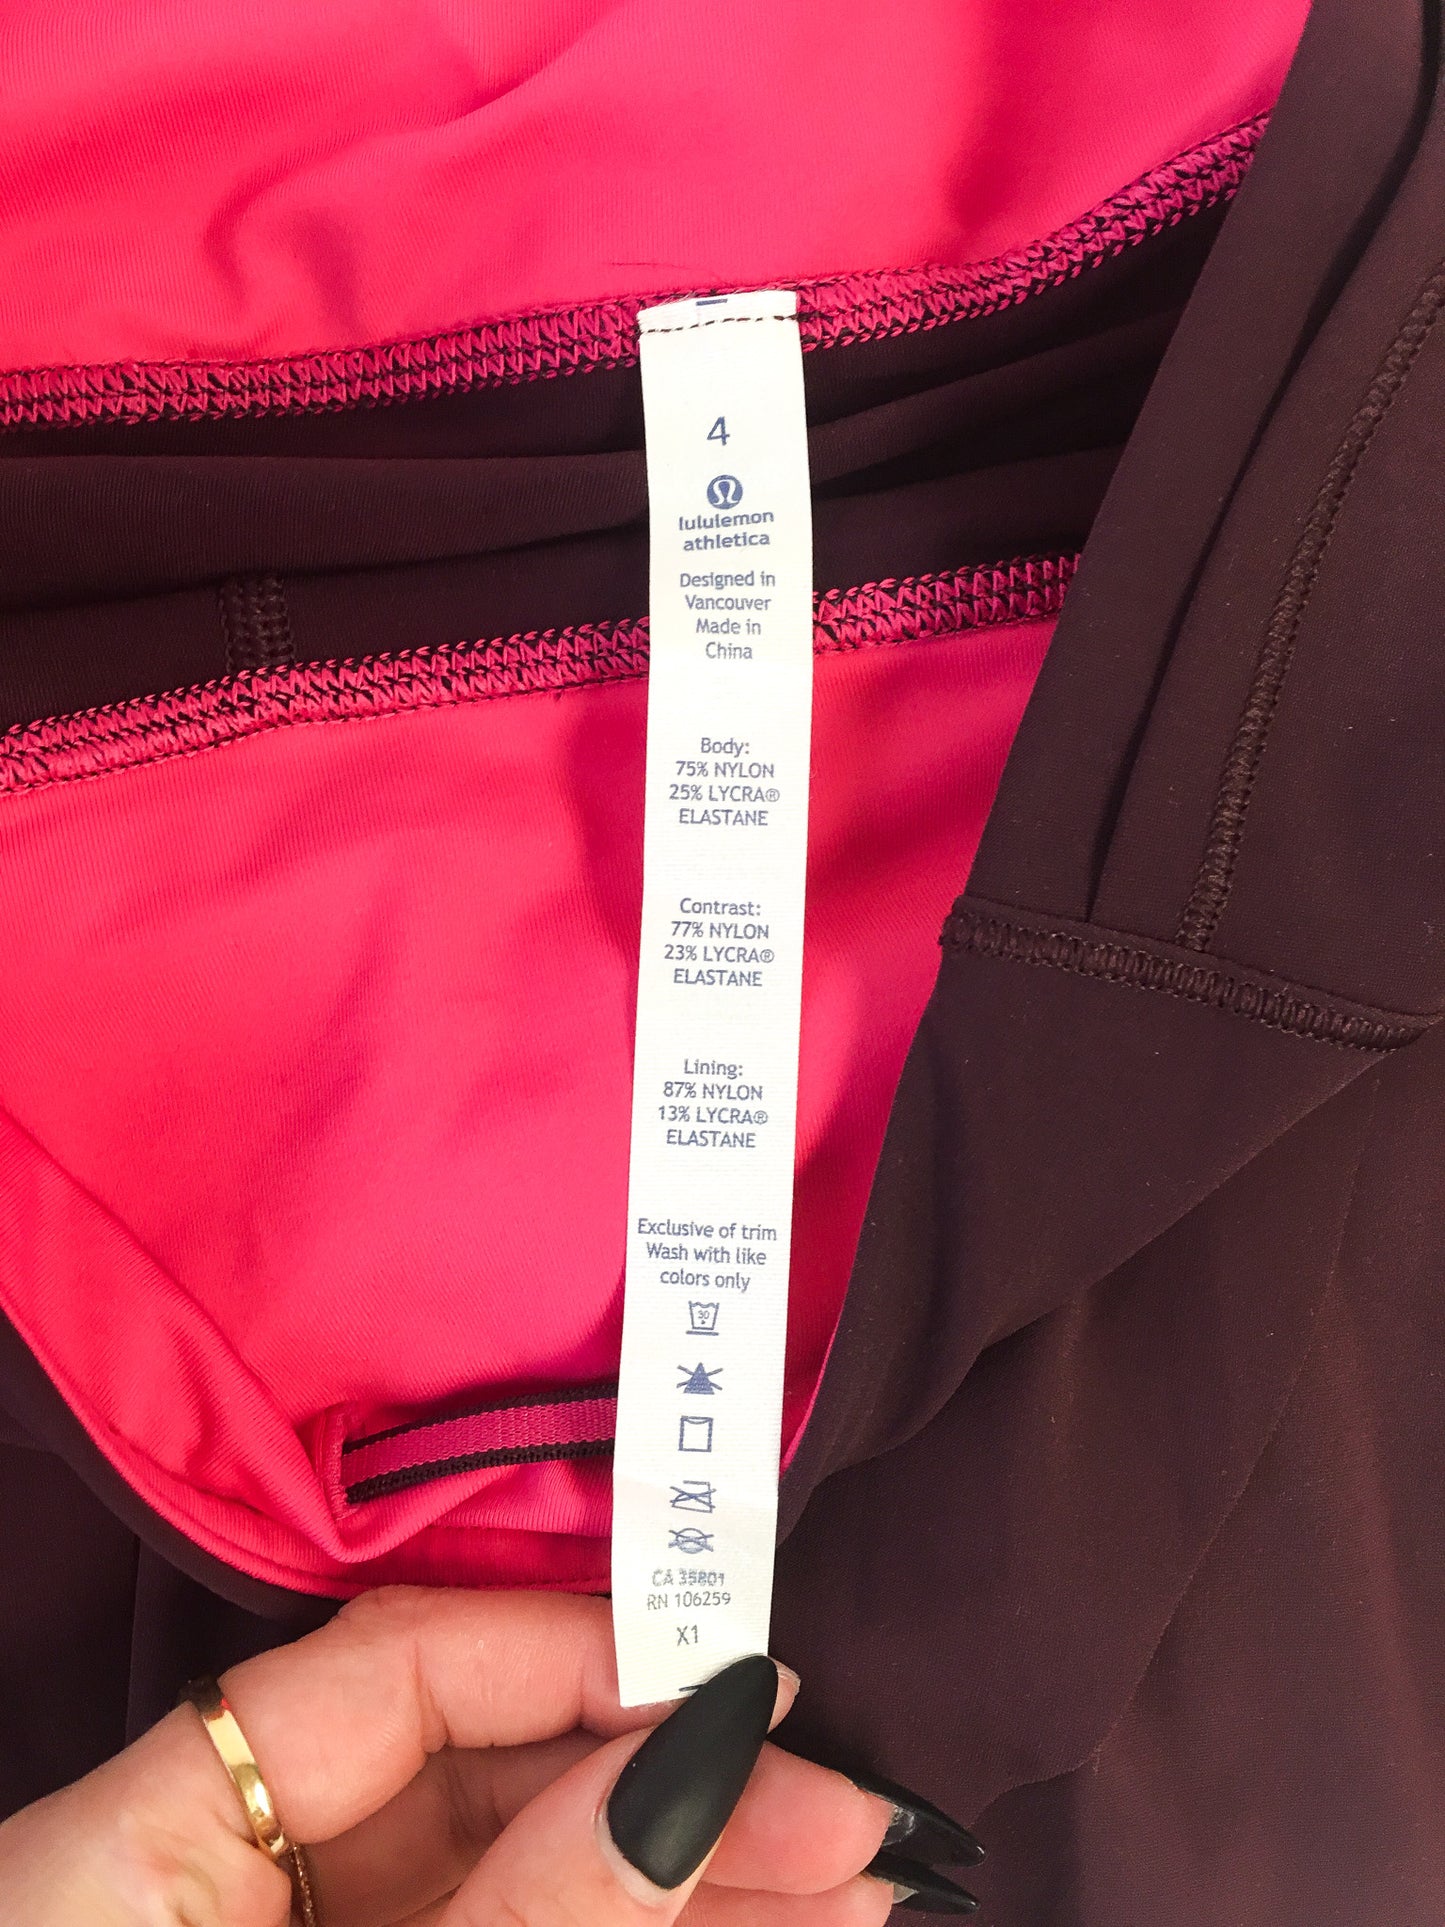 4
lululemon
athletica
Designed in
Vancouver
Made in
China
Body:
75% NYLON
25% LYCRA®
ELASTANE
Contrast:
77% NYLON
23% LYCRA®
ELASTANE
Lining:
87% NYLON
13% LYCRA®
ELASTANE
Exclusive of trim
Wash with like
colors only
30
CA 35801
RN 106259
X1